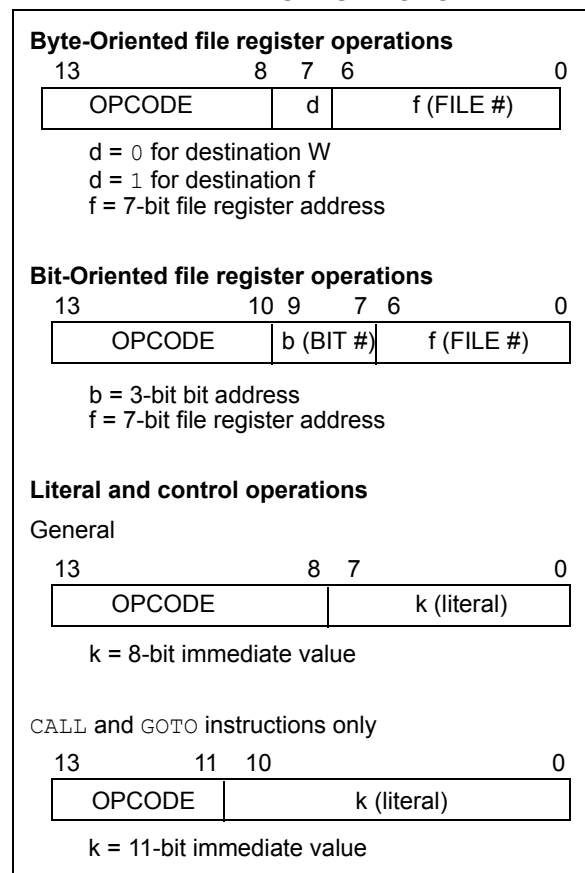 Byte-Oriented file register operations
13 8 7 6 0
OPCODE d f (FILE #)
d = 0 for destination W
d = 1 for destination f
f = 7-bit file register address
Bit-Oriented file register operations
13 10 9 7 6 0
OPCODE b (BIT #) f (FILE #)
b = 3-bit bit address
f = 7-bit file register address
Literal and control operations
General
13 8 7 0
OPCODE k (literal)
k = 8-bit immediate value
CALL and GOTO instructions only
13 11 10 0
OPCODE k (literal)
k = 11-bit immediate value